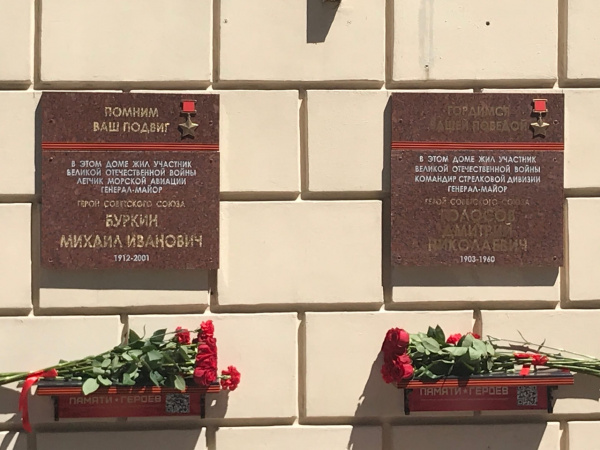 ПОМНИМ
ВАШ ПОДВИГ
В ЭТОМ ДОМЕ ЖИЛ УЧАСТНИК
ВЕЛИКОЙ ОТЕЧЕСТВЕННОЙ ВОЙНЫ
ЛЕТЧИК МОРСКОЙ АВИАЦИИ
ГЕНЕРАЛ-МАЙОР
ГЕРОЙ СОВЕТСКОГО СОЮЗА
БУРКИН
МИХАИЛ ИВАНОВИЧ
1912-2001
ПАМЯТИ ★ ГЕРОЕВ
ГОРДИМСЯ
ВАШЕЙ ПОБЕДОЙ
В ЭТОМ ДОМЕ ЖИЛ УЧАСТНИК
ВЕЛИКОЙ ОТЕЧЕСТВЕННОЙ ВОЙНЫ
КОМАНДИР СТРЕЛКОВОЙ ДИВИЗИИ
ГЕНЕРАЛ-МАЙОР
ГЕРОЙ СОВЕТСКОГО СОЮЗА
ДМИТРИЙ
НИКОЛАЕВИЧ
1903-1960
ПАМЯТИ ★ ГЕРОЕВ